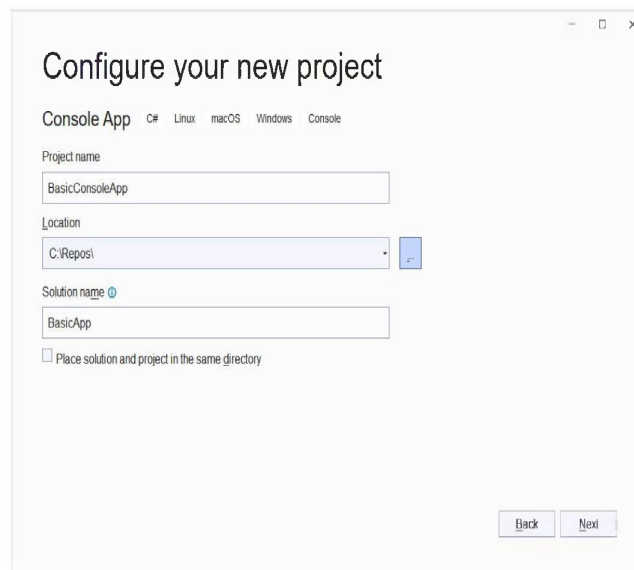 Configure your new project
Console App C# Linux macOS Windows Console
Project name
BasicConsoleApp
Location
C:\Repos\
...
Solution name
BasicApp
Place solution and project in the same directory
Back Next